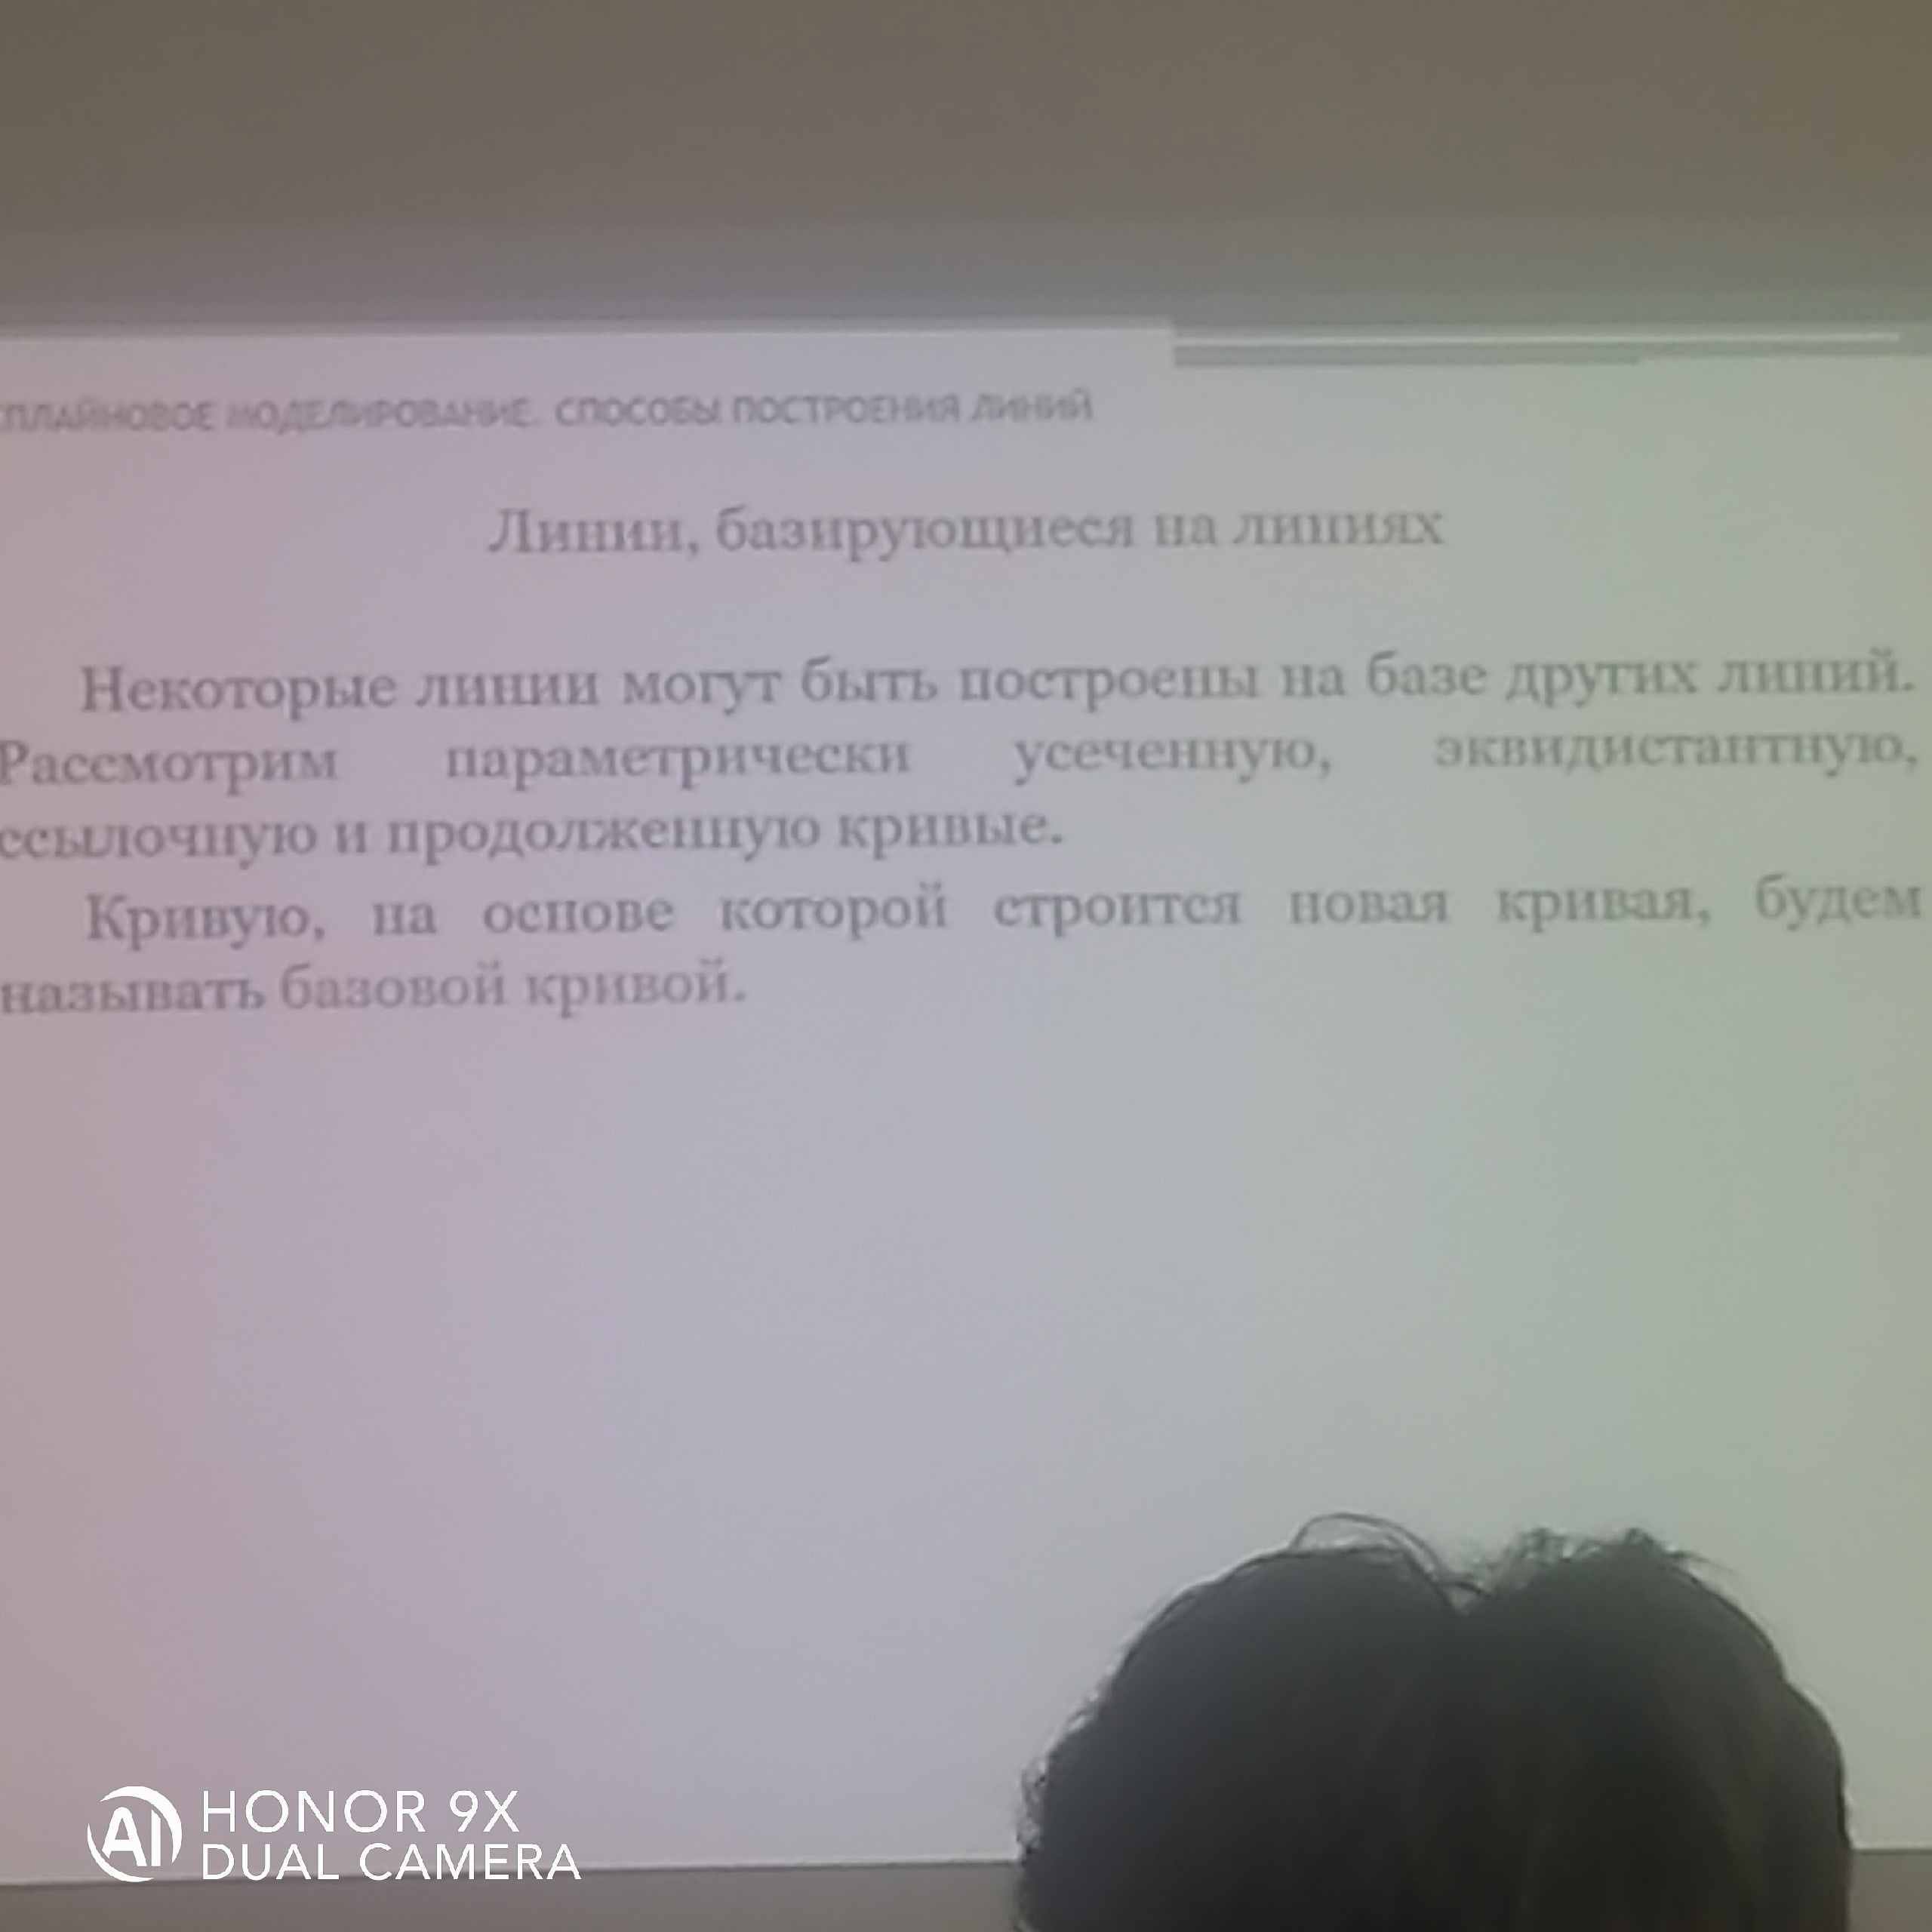 СПЛАЙНОВОЕ МОДЕЛИРОВАНИЕ. СПОСОБЫ ПОСТРОЕНИЯ ЛИНИЙ
Линии, базирующиеся на линиях
Некоторые линии могут быть построены на базе других линий.
Рассмотрим параметрически усеченную, эквидистантную,
ссылочную и продолженную кривые.
Кривую, на основе которой строится новая кривая, будем
называть базовой кривой.
AI HONOR 9X
DUAL CAMERA